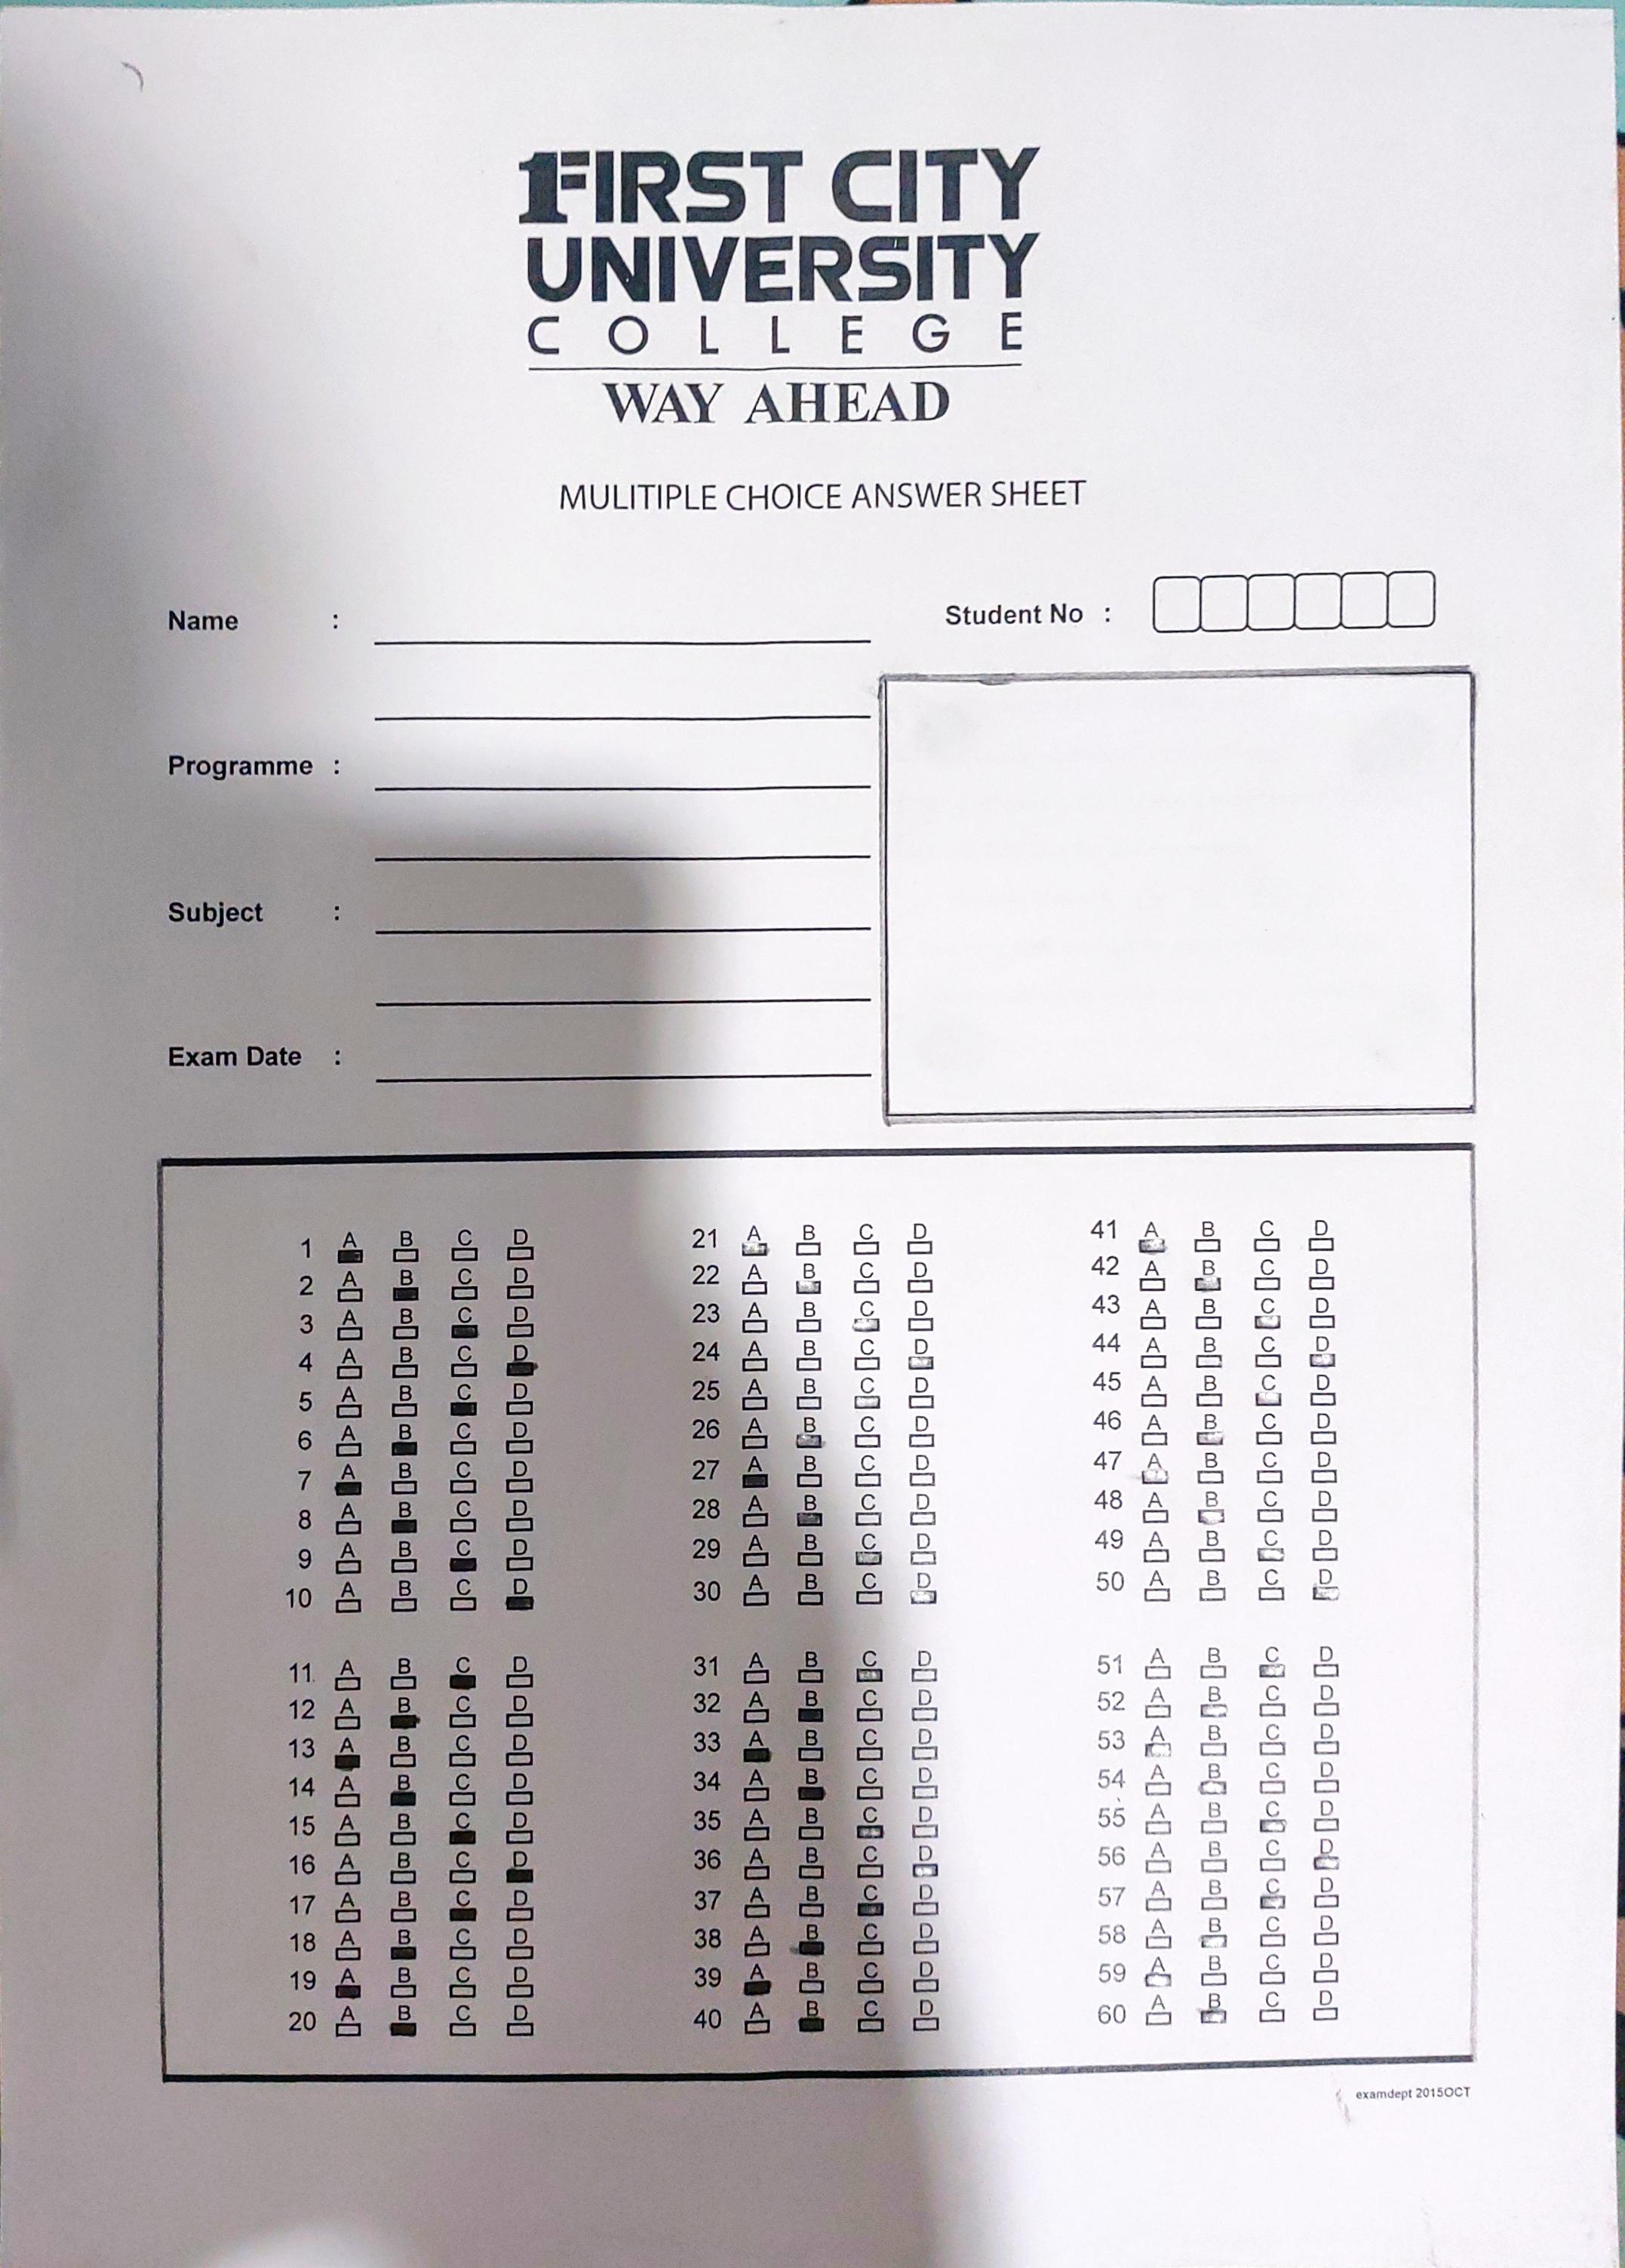 1FIRST CITY
UNIVERSITY
COLLEGE
WAY AHEAD
MULITIPLE CHOICE ANSWER SHEET
Name :
Student No :
Programme :
Subject :
Exam Date :
1 A B C D
2 A B C D
3 A B C D
4 A B C D
5 A B C D
6 A B C D
7 A B C D
8 A B C D
9 A B C D
10 A B C D
11 A B C D
12 A B C D
13 A B C D
14 A B C D
15 A B C D
16 A B C D
17 A B C D
18 A B C D
19 A B C D
20 A B C D
21 A B C D
22 A B C D
23 A B C D
24 A B C D
25 A B C D
26 A B C D
27 A B C D
28 A B C D
29 A B C D
30 A B C D
31 A B C D
32 A B C D
33 A B C D
34 A B C D
35 A B C D
36 A B C D
37 A B C D
38 A B C D
39 A B C D
40 A B C D
41 A B C D
42 A B C D
43 A B C D
44 A B C D
45 A B C D
46 A B C D
47 A B C D
48 A B C D
49 A B C D
50 A B C D
51 A B C D
52 A B C D
53 A B C D
54 A B C D
55 A B C D
56 A B C D
57 A B C D
58 A B C D
59 A B C D
60 A B C D
examdept 2015OCT